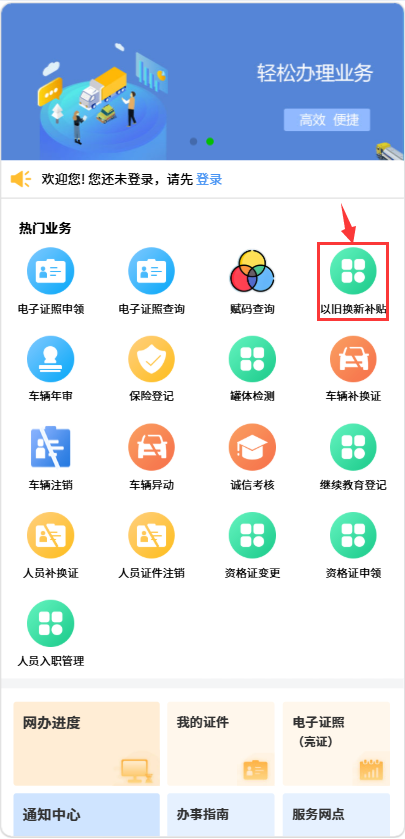 轻松办理业务
高效 便捷
欢迎您! 您还未登录，请先 登录
热门业务
电子证照申领 电子证照查询 赋码查询 以旧换新补贴
车辆年审 保险登记 罐体检测 车辆补换证
车辆注销 车辆异动 诚信考核 继续教育登记
人员补换证 人员证件注销 资格证变更 资格证申领
人员入职管理
网办进度 我的证件 电子证照
（亮证）
通知中心 办事指南 服务网点